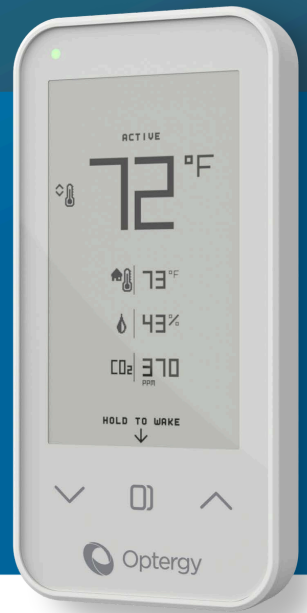 ACTIVE
72°F
73°F
43%
CO2 370
PPM
HOLD TO WAKE
Optergy